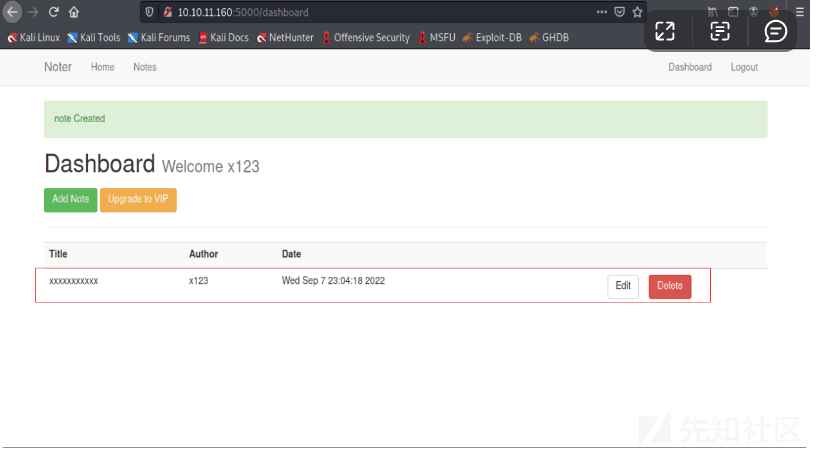 10.10.11.160:5000/dashboard
Kali Linux Kali Tools Kali Forums Kali Docs NetHunter Offensive Security MSFU Exploit-DB GHDB
Noter Home Notes Dashboard Logout
note Created
Dashboard Welcome x123
Add Note Upgrade to VIP
Title Author Date
xxxxxxxxxxx x123 Wed Sep 7 23:04:18 2022 Edit Delete
先知社区